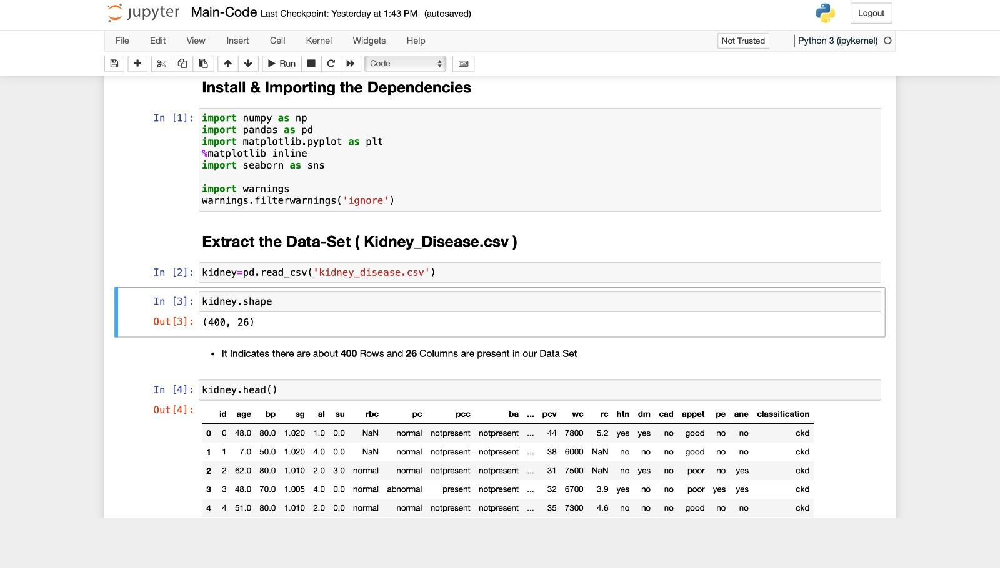 jupyter Main-Code Last Checkpoint: Yesterday at 1:43 PM (autosaved) Logout
File Edit View Insert Cell Kernel Widgets Help Not Trusted Python 3 (ipykernel)
Run Code
Install & Importing the Dependencies
In [1]: import numpy as np
import pandas as pd
import matplotlib.pyplot as plt
%matplotlib inline
import seaborn as sns
import warnings
warnings.filterwarnings('ignore')
Extract the Data-Set ( Kidney_Disease.csv )
In [2]: kidney=pd.read_csv('kidney_disease.csv')
In [3]: kidney.shape
Out[3]: (400, 26)
• It Indicates there are about 400 Rows and 26 Columns are present in our Data Set
In [4]: kidney.head()
Out[4]:
id age bp sg al su rbc pc pcc ba ... pcv wc rc htn dm cad appet pe ane classification
0 0 48.0 80.0 1.020 1.0 0.0 NaN normal notpresent notpresent ... 44 7800 5.2 yes yes no good no no ckd
1 1 7.0 50.0 1.020 4.0 0.0 NaN normal notpresent notpresent ... 38 6000 NaN no no no good no no ckd
2 2 62.0 80.0 1.010 2.0 3.0 normal normal notpresent notpresent ... 31 7500 NaN no yes no poor no yes ckd
3 3 48.0 70.0 1.005 4.0 0.0 normal abnormal present notpresent ... 32 6700 3.9 yes no no poor yes yes ckd
4 4 51.0 80.0 1.010 2.0 0.0 normal normal notpresent notpresent ... 35 7300 4.6 no no no good no no ckd